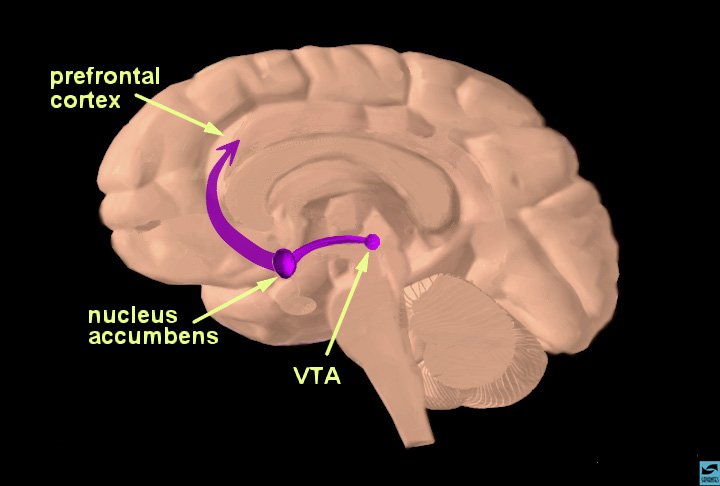 prefrontal
cortex
nucleus
accumbens
VTA